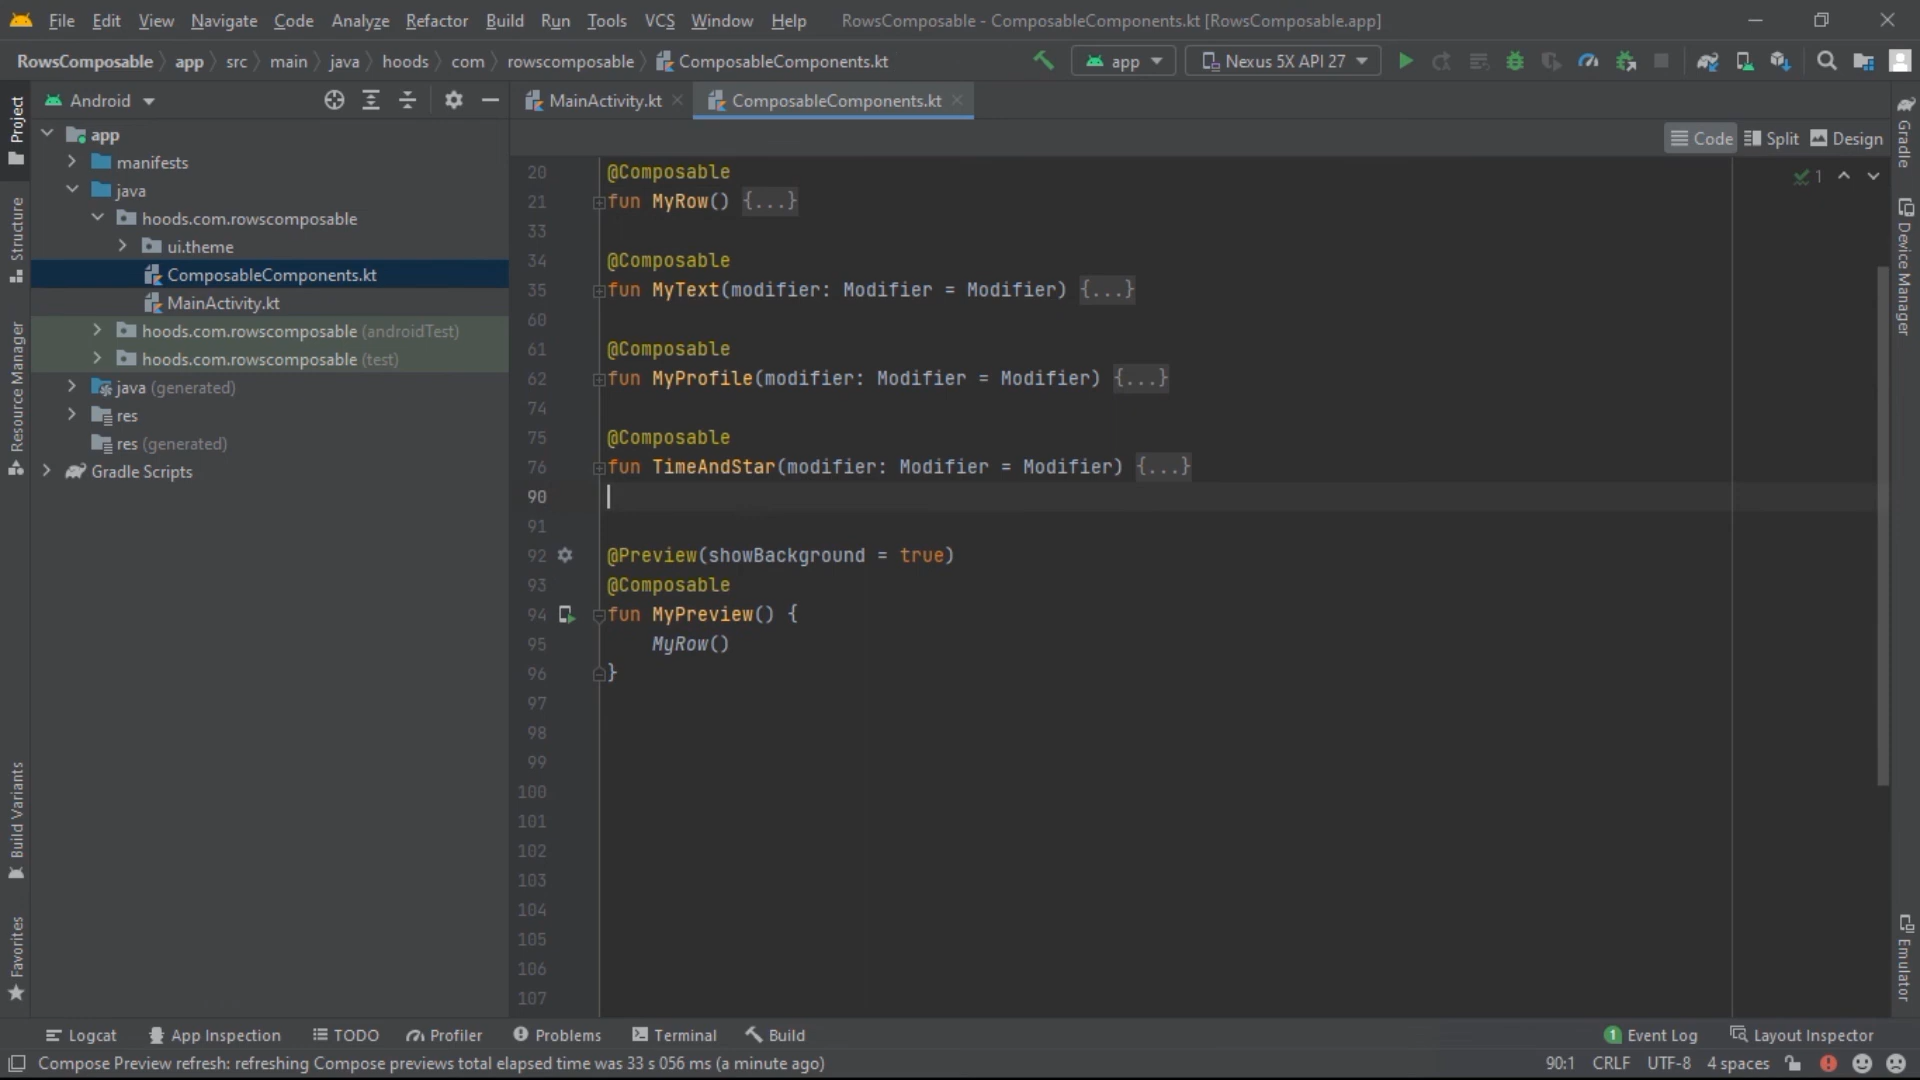 File Edit View Navigate Code Analyze Refactor Build Run Tools VCS Window Help RowsComposable - ComposableComponents.kt [RowsComposable.app]
RowsComposable app src main java hoods com rowscomposable ComposableComponents.kt app Nexus 5X API 27
Project
Android
MainActivity.kt ComposableComponents.kt
Code Split Design
app
manifests
java
hoods.com.rowscomposable
ui.theme
ComposableComponents.kt
MainActivity.kt
hoods.com.rowscomposable (androidTest)
hoods.com.rowscomposable (test)
java (generated)
res
res (generated)
Gradle Scripts
Structure
Resource Manager
Build Variants
Favorites
1
20 @Composable
21 fun MyRow() {...}
33
34 @Composable
35 fun MyText(modifier: Modifier = Modifier) {...}
60
61 @Composable
62 fun MyProfile(modifier: Modifier = Modifier) {...}
74
75 @Composable
76 fun TimeAndStar(modifier: Modifier = Modifier) {...}
90
91
92 @Preview(showBackground = true)
93 @Composable
94 fun MyPreview() {
95 MyRow()
96 }
97
98
99
100
101
102
103
104
105
106
107
Gradle
Device Manager
Emulator
Logcat App Inspection TODO Profiler Problems Terminal Build 1 Event Log Layout Inspector
Compose Preview refresh: refreshing Compose previews total elapsed time was 33 s 056 ms (a minute ago) 90:1 CRLF UTF-8 4 spaces